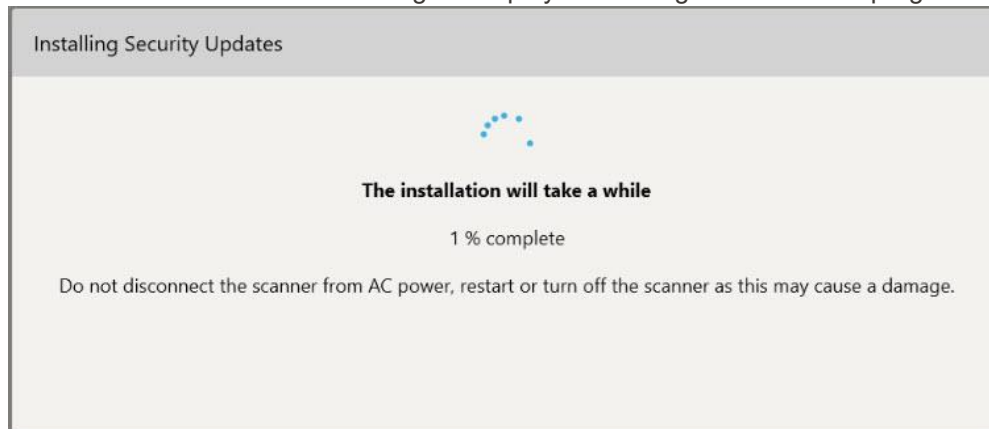 Installing Security Updates
The installation will take a while
1 % complete
Do not disconnect the scanner from AC power, restart or turn off the scanner as this may cause a damage.